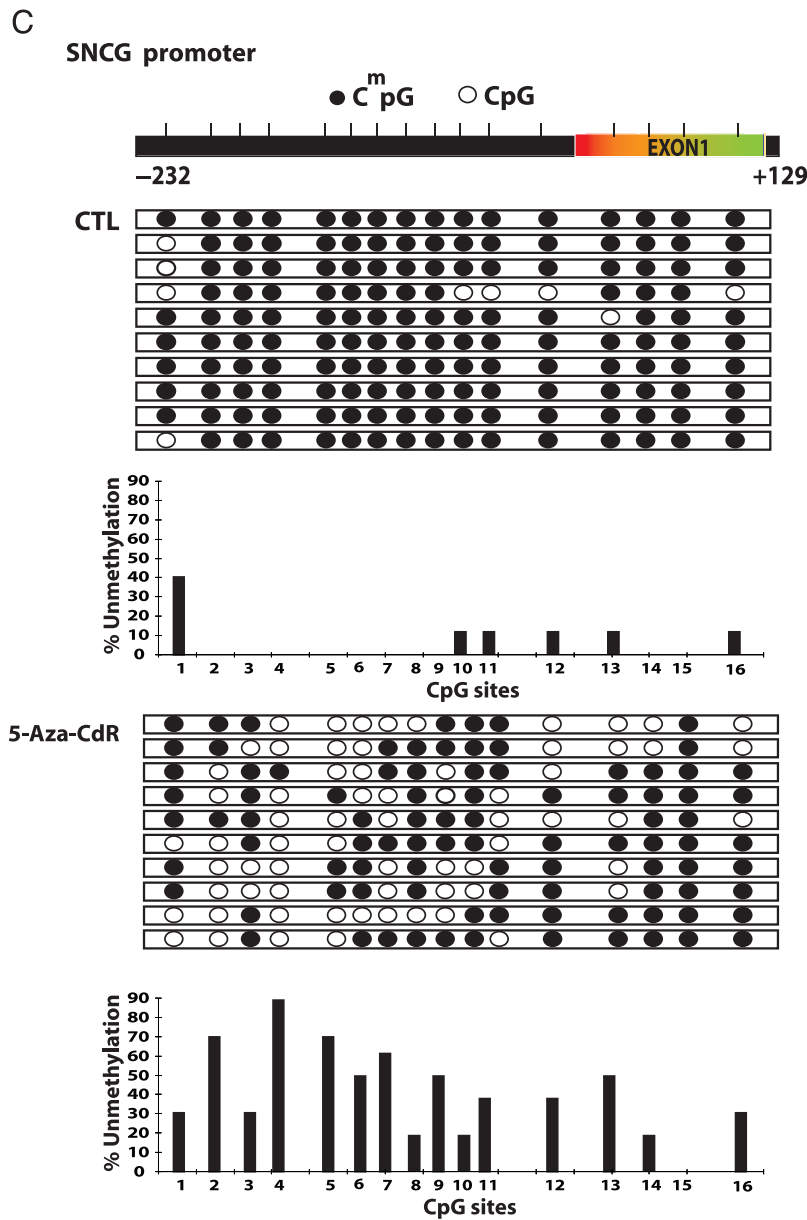 C
SNCG promoter
CmpG CpG
EXON1
−232 +129
CTL
% Unmethylation
90
80
70
60
50
40
30
20
10
0
1 2 3 4 5 6 7 8 9 10 11 12 13 14 15 16
CpG sites
5-Aza-CdR
% Unmethylation
90
80
70
60
50
40
30
20
10
0
1 2 3 4 5 6 7 8 9 10 11 12 13 14 15 16
CpG sites